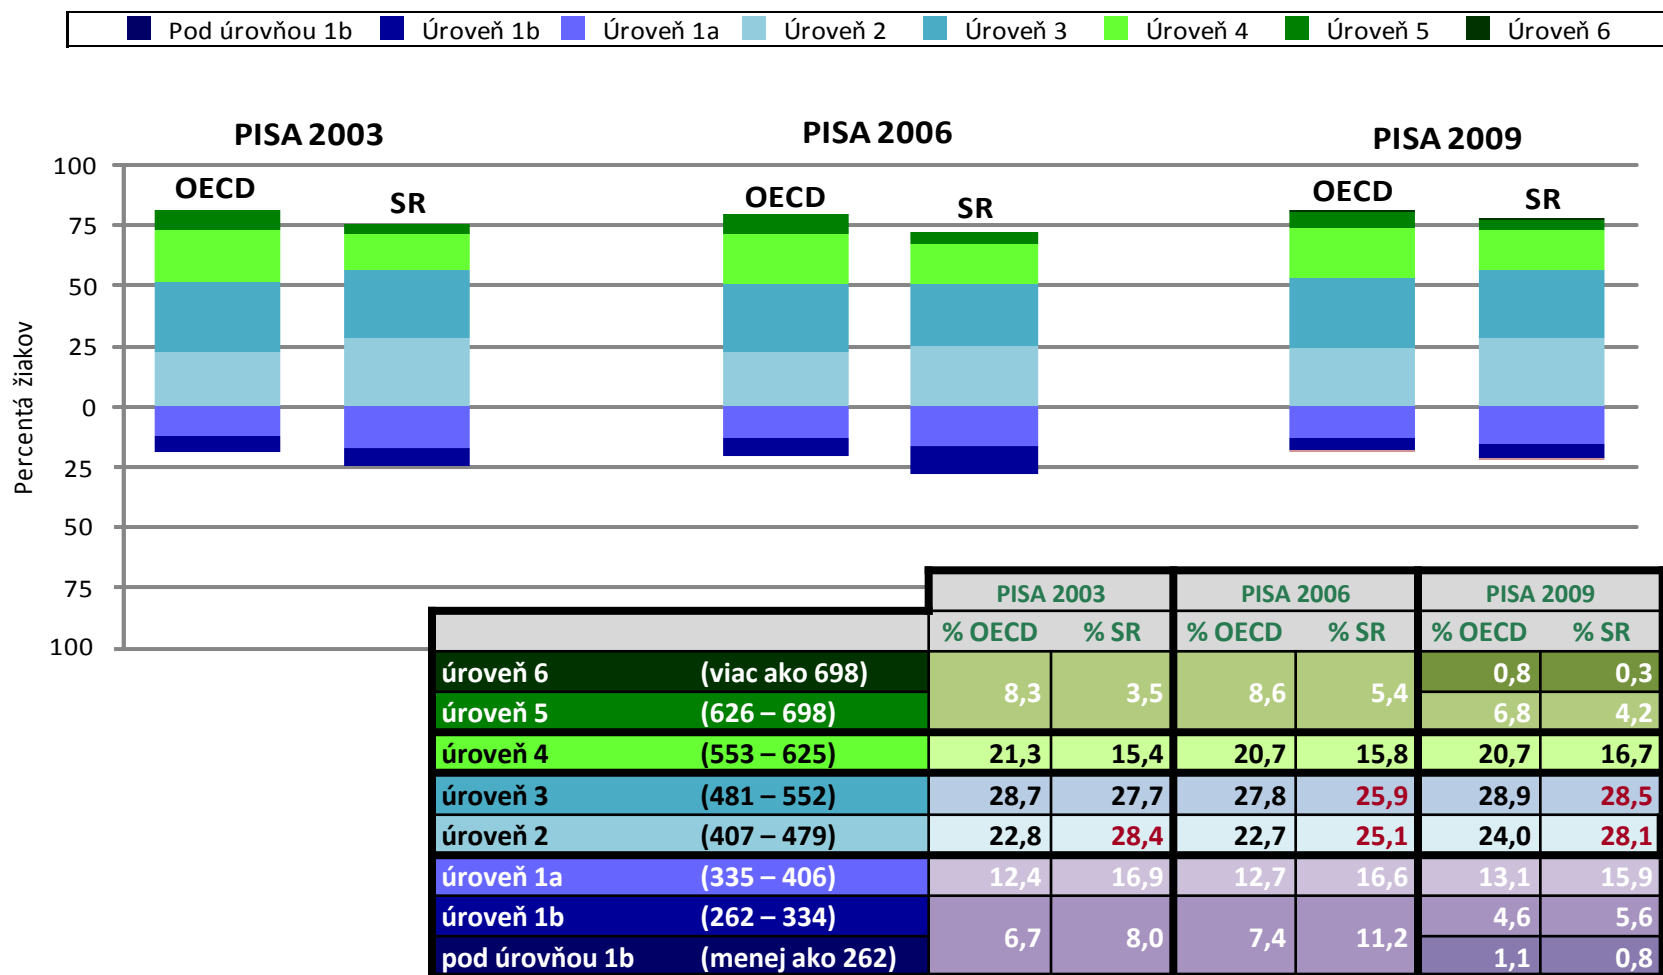 Pod úrovňou 1b Úroveň 1b Úroveň 1a Úroveň 2 Úroveň 3 Úroveň 4 Úroveň 5 Úroveň 6
PISA 2003 PISA 2006 PISA 2009
OECD SR OECD SR OECD SR
Percentá žiakov
100
75
50
25
0
25
50
75
100
PISA 2003 PISA 2006 PISA 2009
% OECD % SR % OECD % SR % OECD % SR
úroveň 6 (viac ako 698) 8,3 3,5 8,6 5,4 0,8 0,3
úroveň 5 (626 – 698) 6,8 4,2
úroveň 4 (553 – 625) 21,3 15,4 20,7 15,8 20,7 16,7
úroveň 3 (481 – 552) 28,7 27,7 27,8 25,9 28,9 28,5
úroveň 2 (407 – 479) 22,8 28,4 22,7 25,1 24,0 28,1
úroveň 1a (335 – 406) 12,4 16,9 12,7 16,6 13,1 15,9
úroveň 1b (262 – 334) 6,7 8,0 7,4 11,2 4,6 5,6
pod úrovňou 1b (menej ako 262) 1,1 0,8